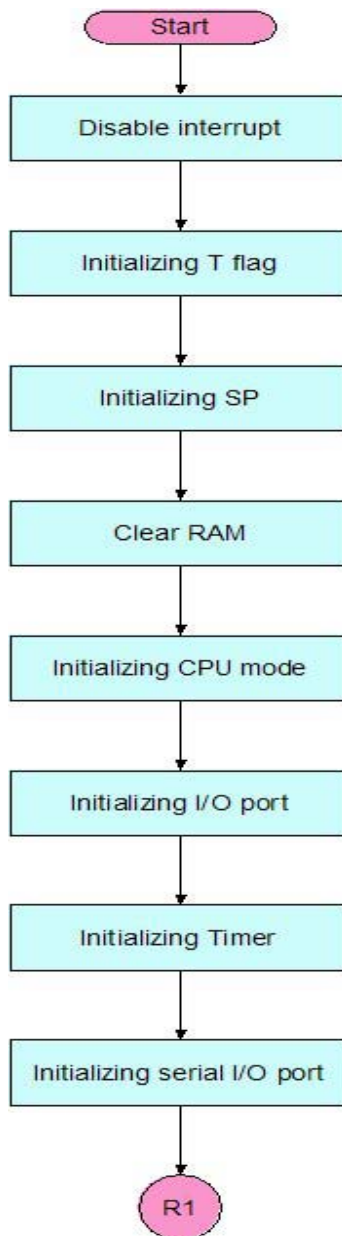 Start
Disable interrupt
Initializing T flag
Initializing SP
Clear RAM
Initializing CPU mode
Initializing I/O port
Initializing Timer
Initializing serial I/O port
R1